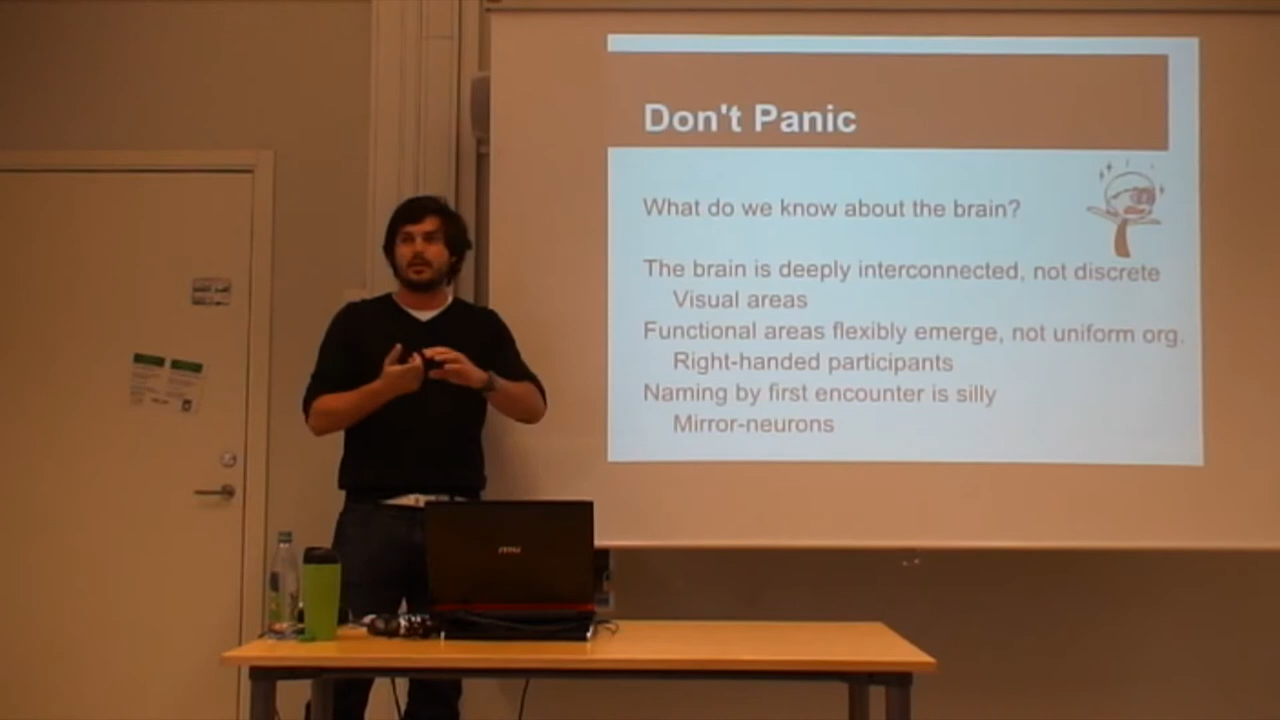 Don't Panic
What do we know about the brain?
The brain is deeply interconnected, not discrete
Visual areas
Functional areas flexibly emerge, not uniform org.
Right-handed participants
Naming by first encounter is silly
Mirror-neurons
msi